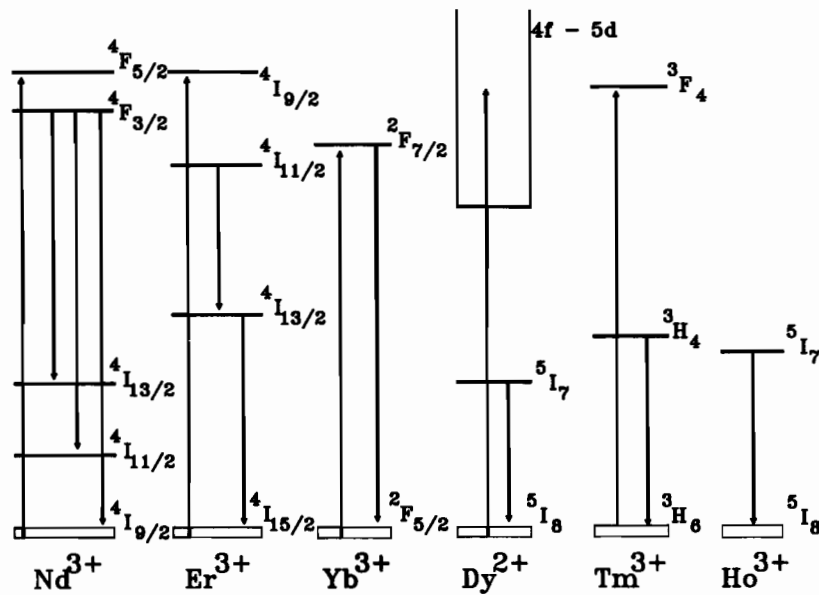 ⁴F₅/₂
⁴F₃/₂
⁴I₁₃/₂
⁴I₁₁/₂
⁴I₉/₂
Nd³⁺
⁴I₉/₂
⁴I₁₁/₂
⁴I₁₃/₂
⁴I₁₅/₂
Er³⁺
²F₇/₂
²F₅/₂
Yb³⁺
4f - 5d
⁵I₇
⁵I₈
Dy²⁺
³F₄
³H₄
³H₆
Tm³⁺
⁵I₇
⁵I₈
Ho³⁺